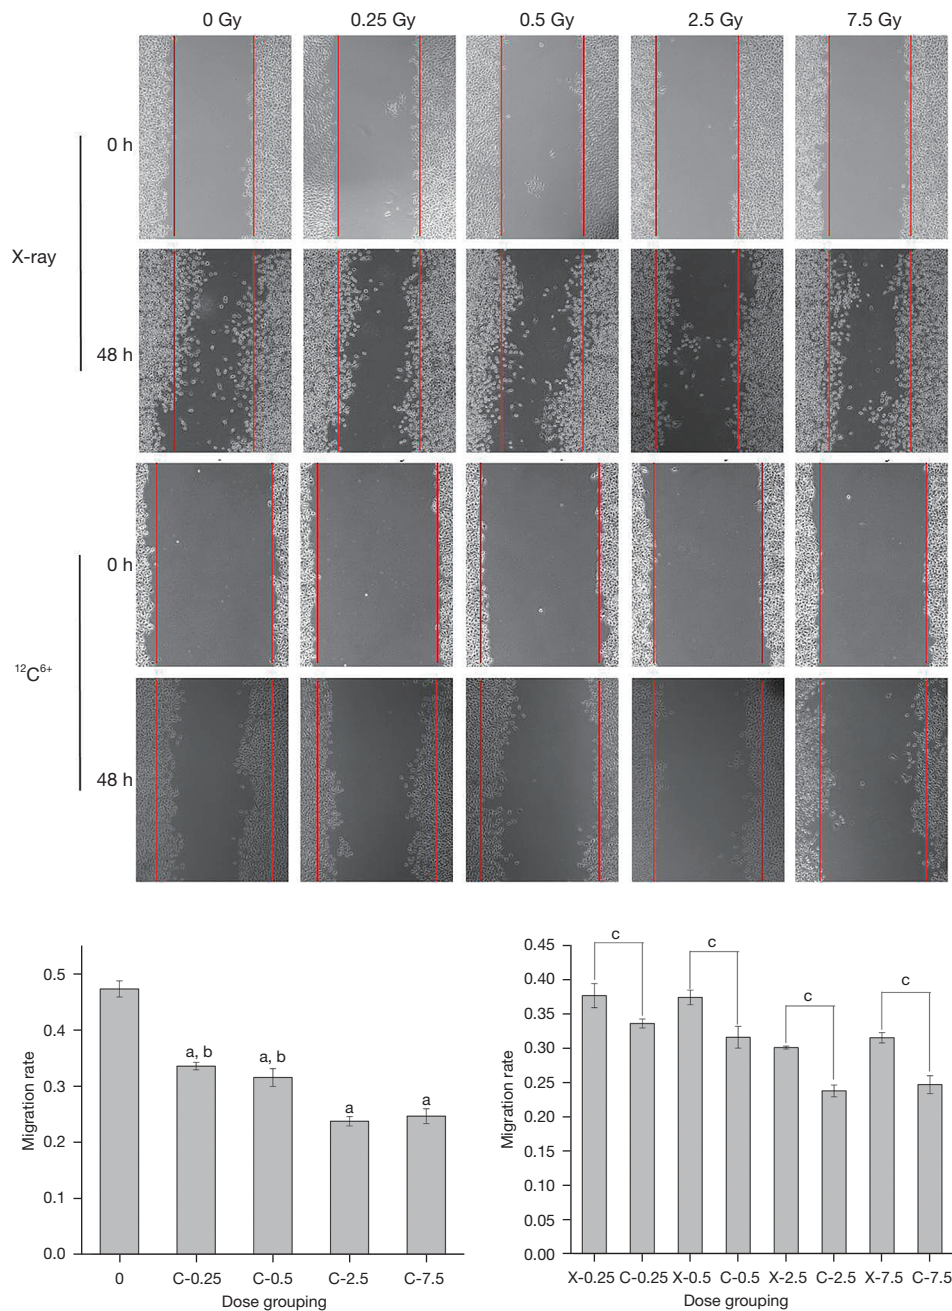 0 Gy 0.25 Gy 0.5 Gy 2.5 Gy 7.5 Gy
0 h
X-ray
48 h
0 h
¹²C⁶⁺
48 h
0.5
0.4
0.3
0.2
0.1
0.0
Migration rate
a, b
a, b
a
a
0 C-0.25 C-0.5 C-2.5 C-7.5
Dose grouping
0.45
0.40
0.35
0.30
0.25
0.20
0.15
0.10
0.05
0.00
Migration rate
c
c
c
c
X-0.25 C-0.25 X-0.5 C-0.5 X-2.5 C-2.5 X-7.5 C-7.5
Dose grouping